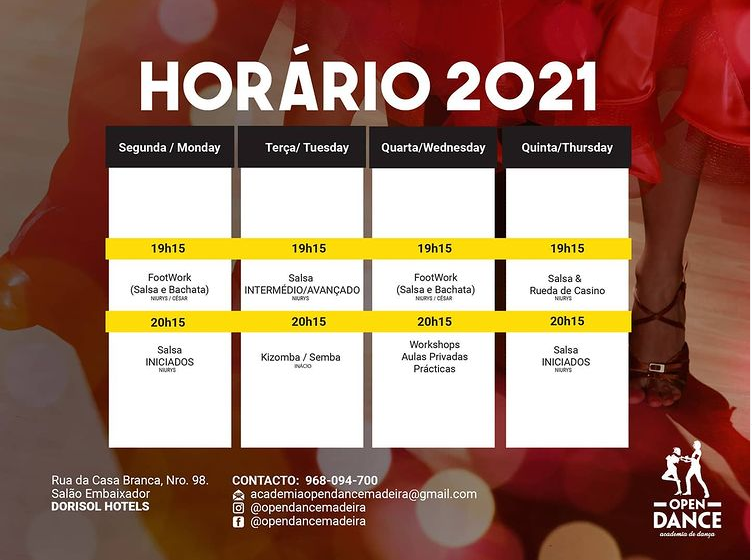 HORÁRIO 2021
Segunda / Monday
Terça/ Tuesday
Quarta/Wednesday
Quinta/Thursday
19h15
19h15
19h15
19h15
FootWork
(Salsa e Bachata)
NIURYS / CÉSAR
Salsa
INTERMÉDIO/AVANÇADO
NIURYS
FootWork
(Salsa e Bachata)
NIURYS / CÉSAR
Salsa &
Rueda de Casino
NIURYS
20h15
20h15
20h15
20h15
Salsa
INICIADOS
NIURYS
Kizomba / Semba
INÁCIO
Workshops
Aulas Privadas
Prácticas
Salsa
INICIADOS
NIURYS
Rua da Casa Branca, Nro. 98.
Salão Embaixador
DORISOL HOTELS
CONTACTO: 968-094-700
academiaopendancemadeira@gmail.com
@opendancemadeira
@opendancemadeira
OPEN
DANCE
academia de dança